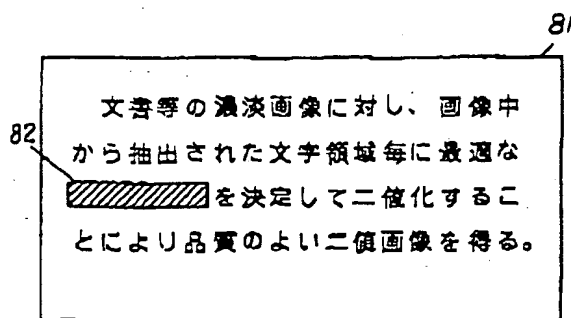 81
文書等の濃淡画像に対し、画像中
82
から抽出された文字領域毎に最適な
を決定して二値化するこ
とにより品質のよい二値画像を得る。